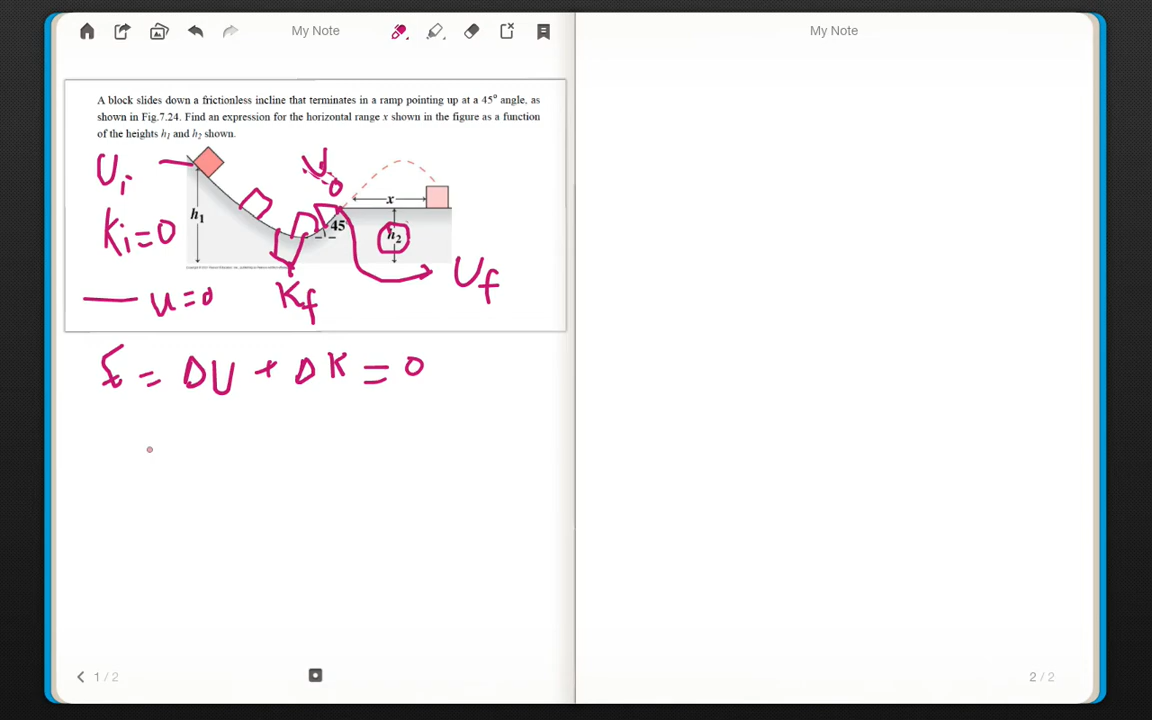 My Note
My Note
A block slides down a frictionless incline that terminates in a ramp pointing up at a 45° angle, as
shown in Fig.7.24. Find an expression for the horizontal range x shown in the figure as a function
of the heights h₁ and h₂ shown.
Uᵢ
Kᵢ=0
h₁
45
x
h₂
U_f
K_f
u=0
= ΔU + ΔK = 0
1 / 2
2 / 2